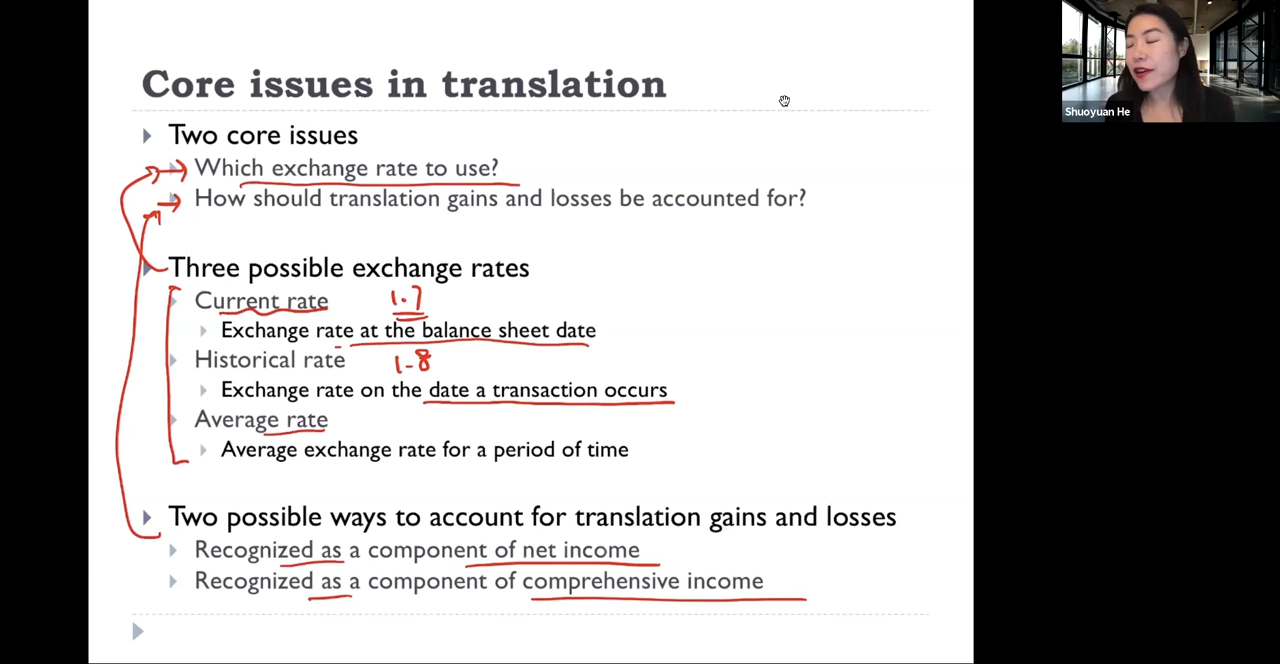 Core issues in translation
Two core issues
Which exchange rate to use?
How should translation gains and losses be accounted for?
Three possible exchange rates
Current rate 1.7
Exchange rate at the balance sheet date
Historical rate 1-8
Exchange rate on the date a transaction occurs
Average rate
Average exchange rate for a period of time
Two possible ways to account for translation gains and losses
Recognized as a component of net income
Recognized as a component of comprehensive income
Shuoyuan He